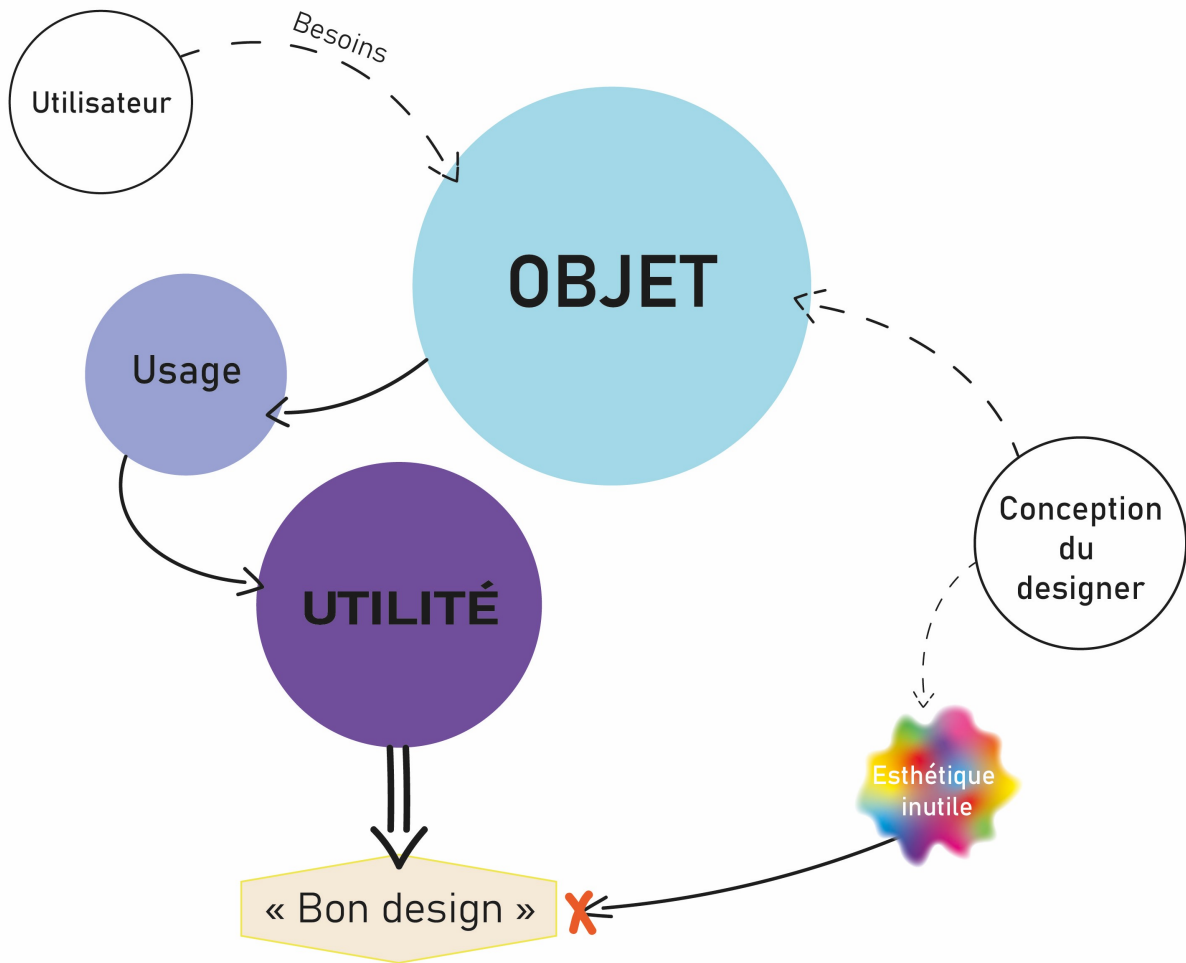 Besoins
Utilisateur
OBJET
Usage
Conception
du
designer
UTILITÉ
Esthétique
inutile
« Bon design »
X